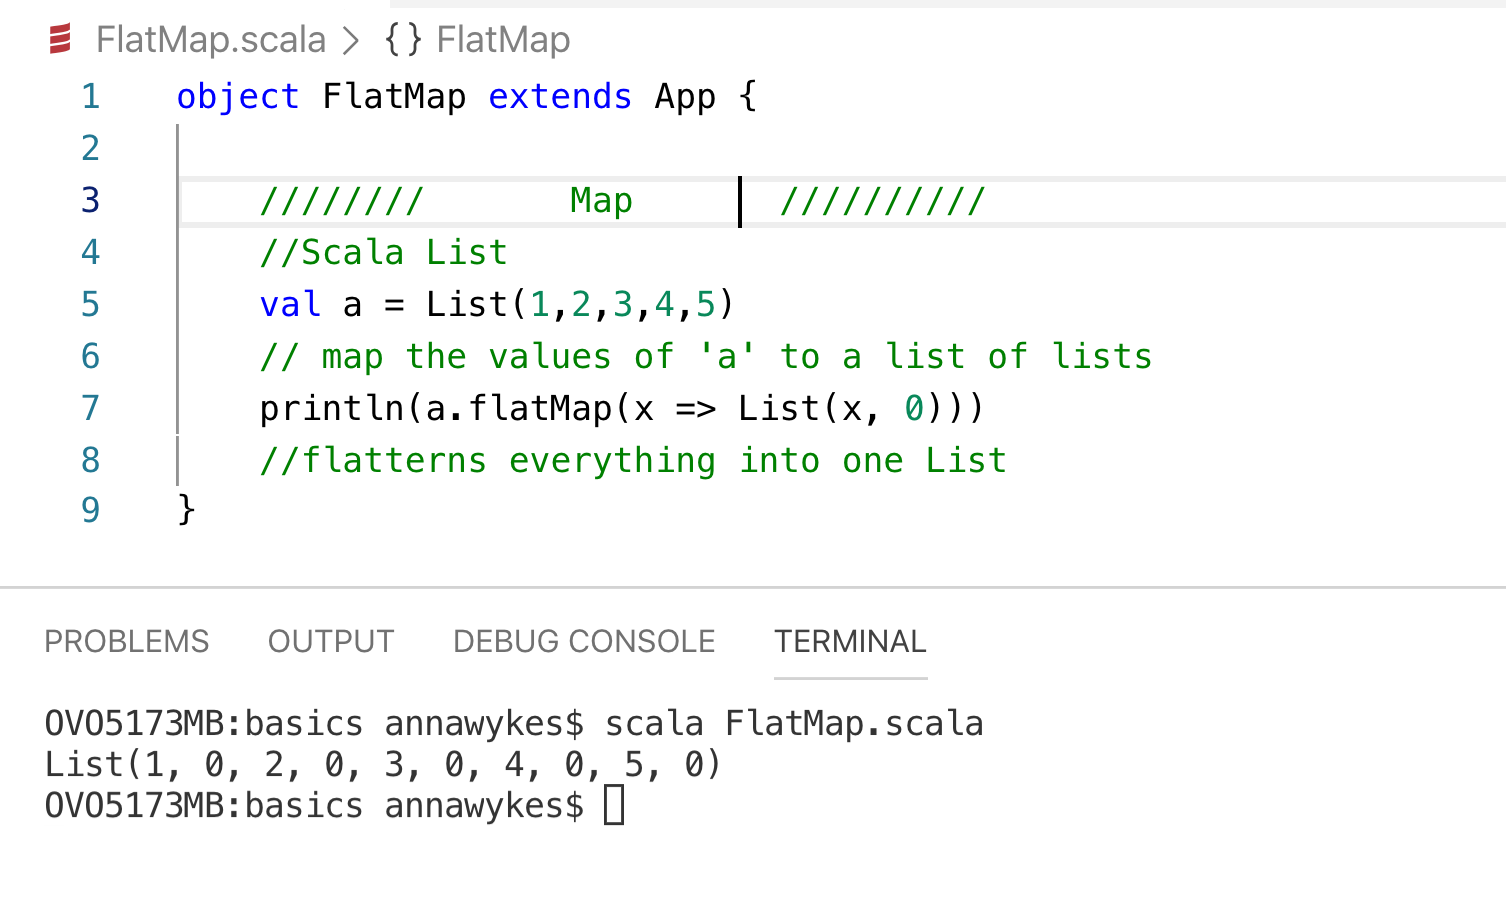 FlatMap.scala > {} FlatMap
1 object FlatMap extends App {
2
3 //////// Map //////////
4 //Scala List
5 val a = List(1,2,3,4,5)
6 // map the values of 'a' to a list of lists
7 println(a.flatMap(x => List(x, 0)))
8 //flatterns everything into one List
9 }
PROBLEMS OUTPUT DEBUG CONSOLE TERMINAL
OVO5173MB:basics annawykes$ scala FlatMap.scala
List(1, 0, 2, 0, 3, 0, 4, 0, 5, 0)
OVO5173MB:basics annawykes$